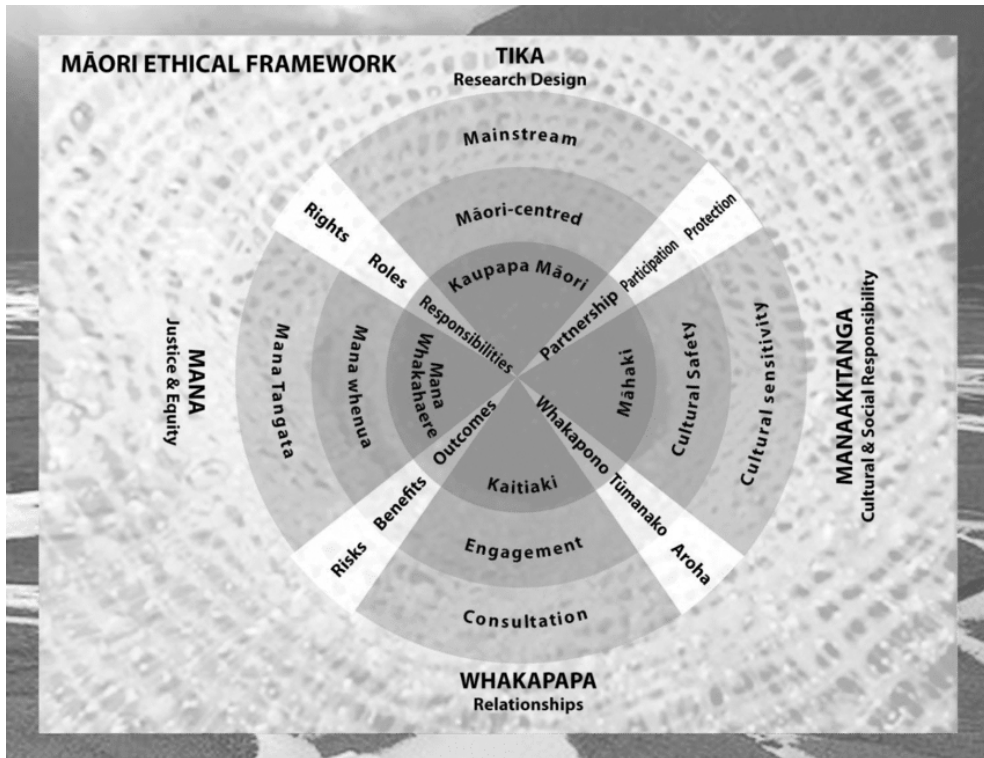 MĀORI ETHICAL FRAMEWORK
TIKA
Research Design
Mainstream
Māori-centred
Kaupapa Māori
Rights
Roles
Responsibilities
Protection
Participation
Partnership
MANA
Justice & Equity
Mana Tangata
Mana whenua
Mana
Whakahaere
Māhaki
Cultural Safety
Cultural sensitivity
MANAAKITANGA
Cultural & Social Responsibility
Outcomes
Benefits
Risks
Whakapono
Tūmanako
Aroha
Kaitiaki
Engagement
Consultation
WHAKAPAPA
Relationships